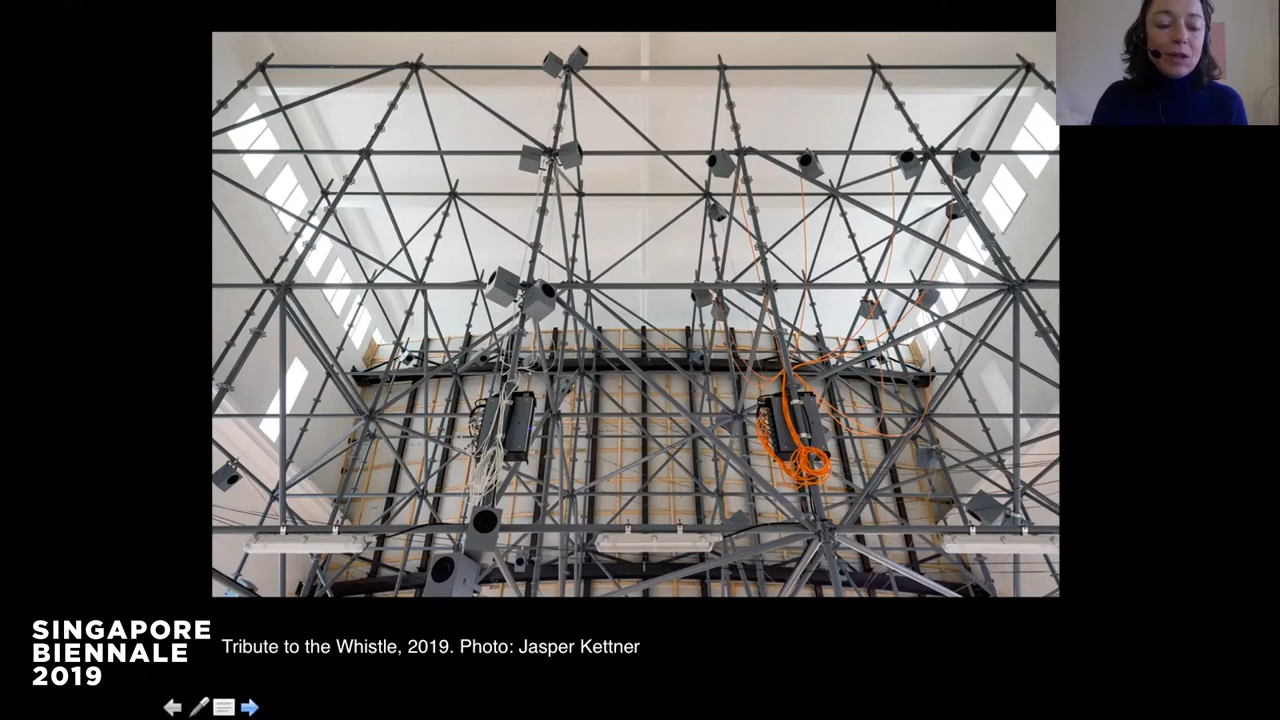 SINGAPORE
BIENNALE
2019
Tribute to the Whistle, 2019. Photo: Jasper Kettner